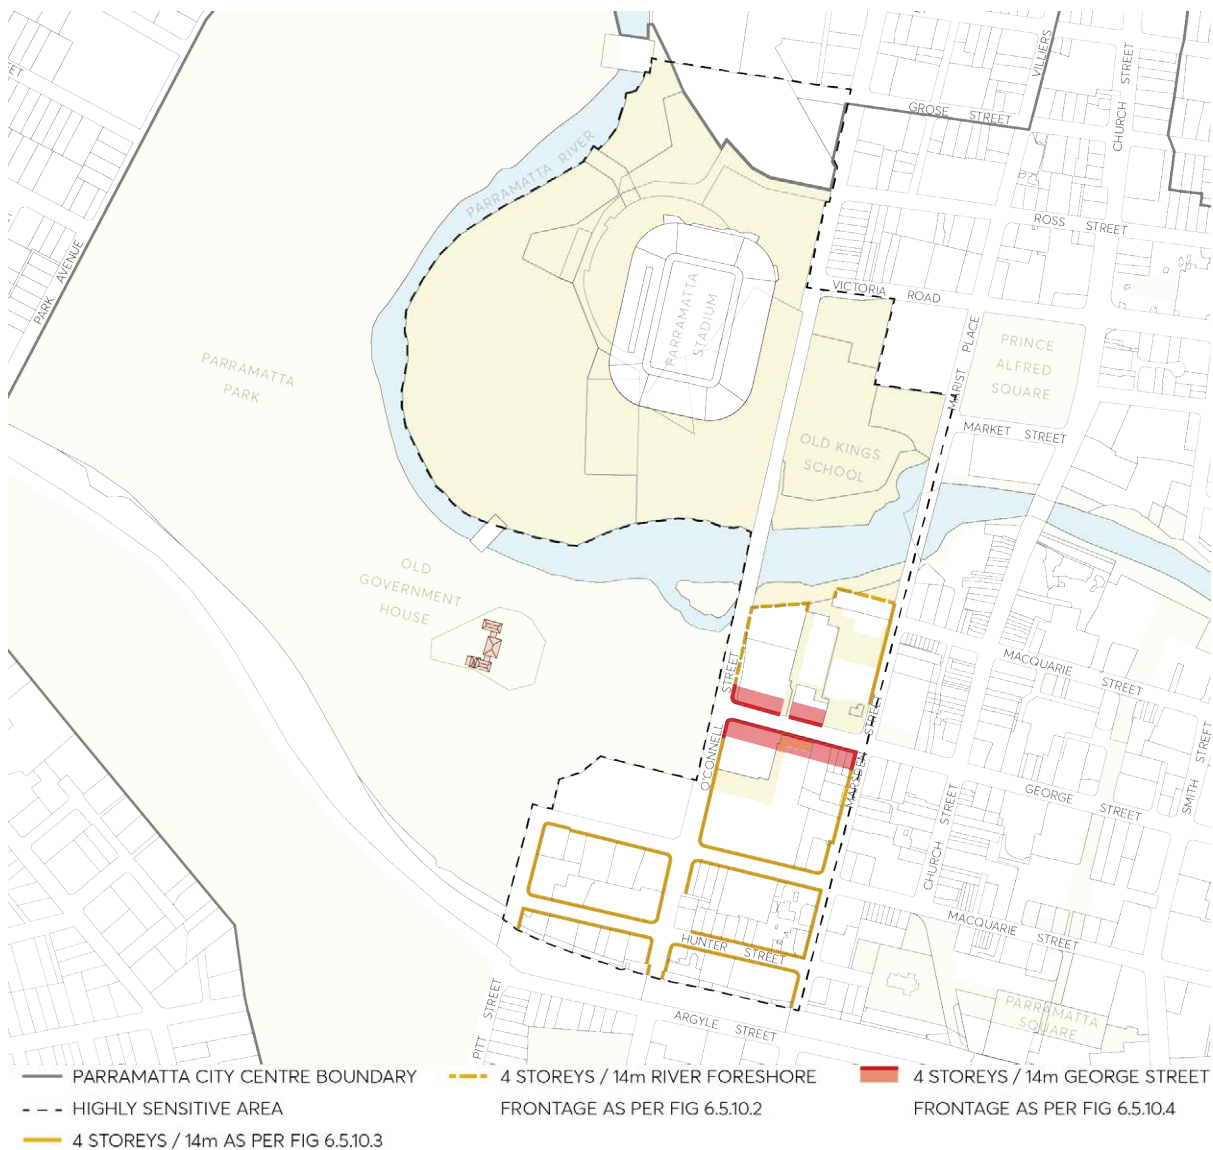 VILLIERS
CHURCH STREET
GROSE STREET
PARRAMATTA RIVER
ROSS STREET
PARK AVENUE
PARRAMATTA
STADIUM
VICTORIA ROAD
MARIST PLACE
PRINCE
ALFRED
SQUARE
PARRAMATTA
PARK
MARKET STREET
OLD KINGS
SCHOOL
OLD
GOVERNMENT
HOUSE
MACQUARIE STREET
O'CONNELL STREET
MARSDEN STREET
SMITH STREET
GEORGE STREET
CHURCH STREET
MACQUARIE STREET
HUNTER STREET
PITT STREET
ARGYLE STREET
PARRAMATTA
SQUARE
PARRAMATTA CITY CENTRE BOUNDARY
HIGHLY SENSITIVE AREA
4 STOREYS / 14m AS PER FIG 6.5.10.3
4 STOREYS / 14m RIVER FORESHORE
FRONTAGE AS PER FIG 6.5.10.2
4 STOREYS / 14m GEORGE STREET
FRONTAGE AS PER FIG 6.5.10.4